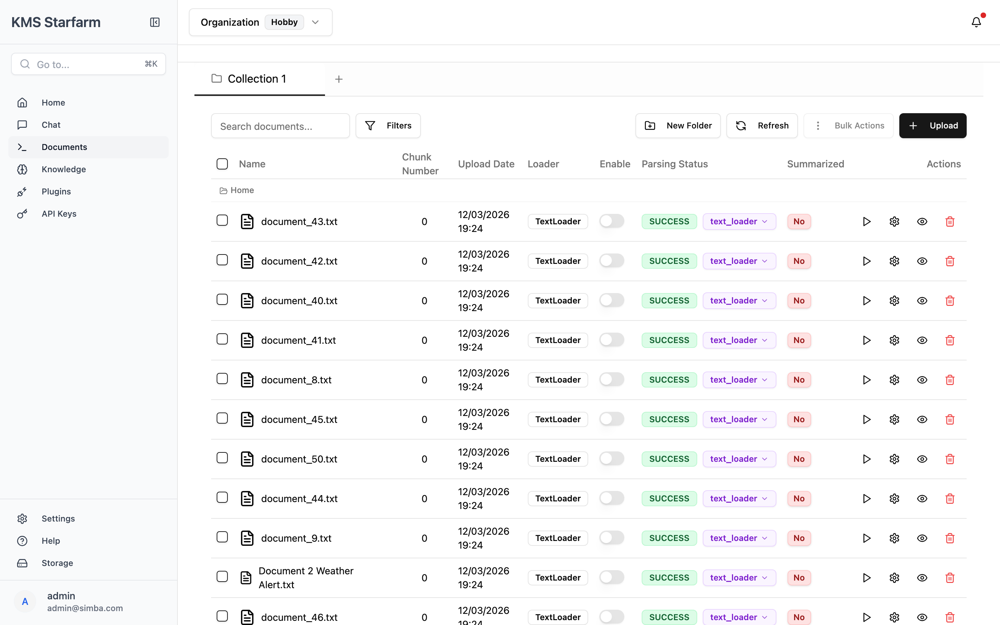 KMS Starfarm
Organization Hobby
Go to... ⌘K
Home
Chat
Documents
Knowledge
Plugins
API Keys
Settings
Help
Storage
A
admin
admin@simba.com
Collection 1
Search documents...
Filters
New Folder
Refresh
Bulk Actions
Upload
Name Chunk Number Upload Date Loader Enable Parsing Status Summarized Actions
Home
document_43.txt 0 12/03/2026 19:24 TextLoader SUCCESS text_loader No
document_42.txt 0 12/03/2026 19:24 TextLoader SUCCESS text_loader No
document_40.txt 0 12/03/2026 19:24 TextLoader SUCCESS text_loader No
document_41.txt 0 12/03/2026 19:24 TextLoader SUCCESS text_loader No
document_8.txt 0 12/03/2026 19:24 TextLoader SUCCESS text_loader No
document_45.txt 0 12/03/2026 19:24 TextLoader SUCCESS text_loader No
document_50.txt 0 12/03/2026 19:24 TextLoader SUCCESS text_loader No
document_44.txt 0 12/03/2026 19:24 TextLoader SUCCESS text_loader No
document_9.txt 0 12/03/2026 19:24 TextLoader SUCCESS text_loader No
Document 2 Weather Alert.txt 0 12/03/2026 19:24 TextLoader SUCCESS text_loader No
document_46.txt 0 12/03/2026 19:24 TextLoader SUCCESS text_loader No